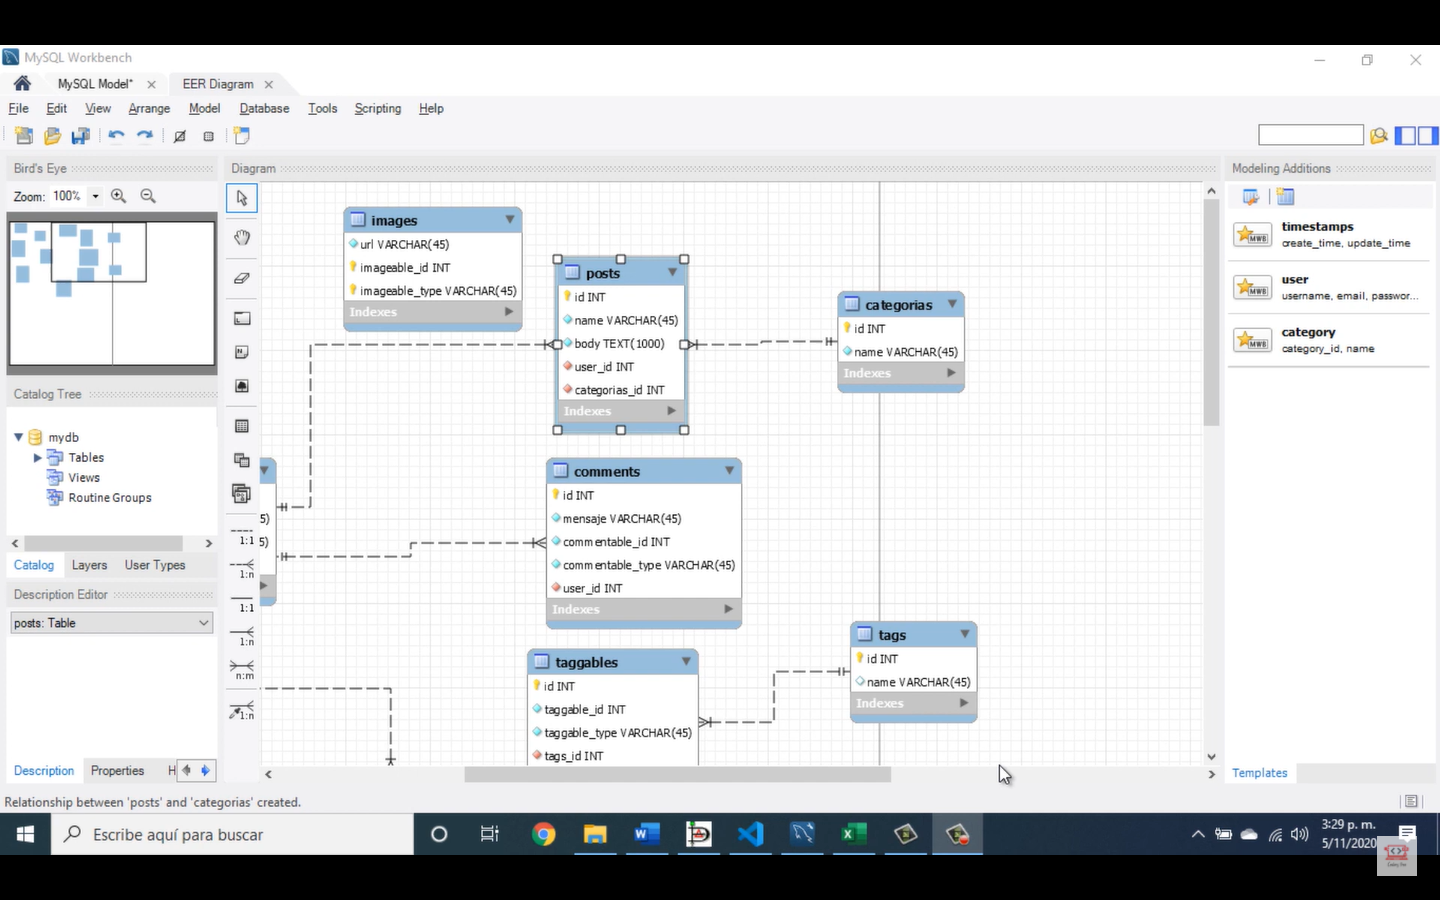 MySQL Workbench
MySQL Model*
EER Diagram
File Edit View Arrange Model Database Tools Scripting Help
Bird's Eye
Zoom: 100%
Catalog Tree
mydb
Tables
Views
Routine Groups
Catalog Layers User Types
Description Editor
posts: Table
Description Properties H
Relationship between 'posts' and 'categorias' created.
Diagram
1:1
1:n
1:1
1:n
n:m
1:n
5)
5)
images
url VARCHAR(45)
imageable_id INT
imageable_type VARCHAR(45)
Indexes
posts
id INT
name VARCHAR(45)
body TEXT(1000)
user_id INT
categorias_id INT
Indexes
categorias
id INT
name VARCHAR(45)
Indexes
comments
id INT
mensaje VARCHAR(45)
commentable_id INT
commentable_type VARCHAR(45)
user_id INT
Indexes
taggables
id INT
taggable_id INT
taggable_type VARCHAR(45)
tags_id INT
tags
id INT
name VARCHAR(45)
Indexes
Modeling Additions
timestamps
create_time, update_time
user
username, email, passwor...
category
category_id, name
MWB
MWB
MWB
Templates
Escribe aquí para buscar
3:29 p. m.
5/11/2020